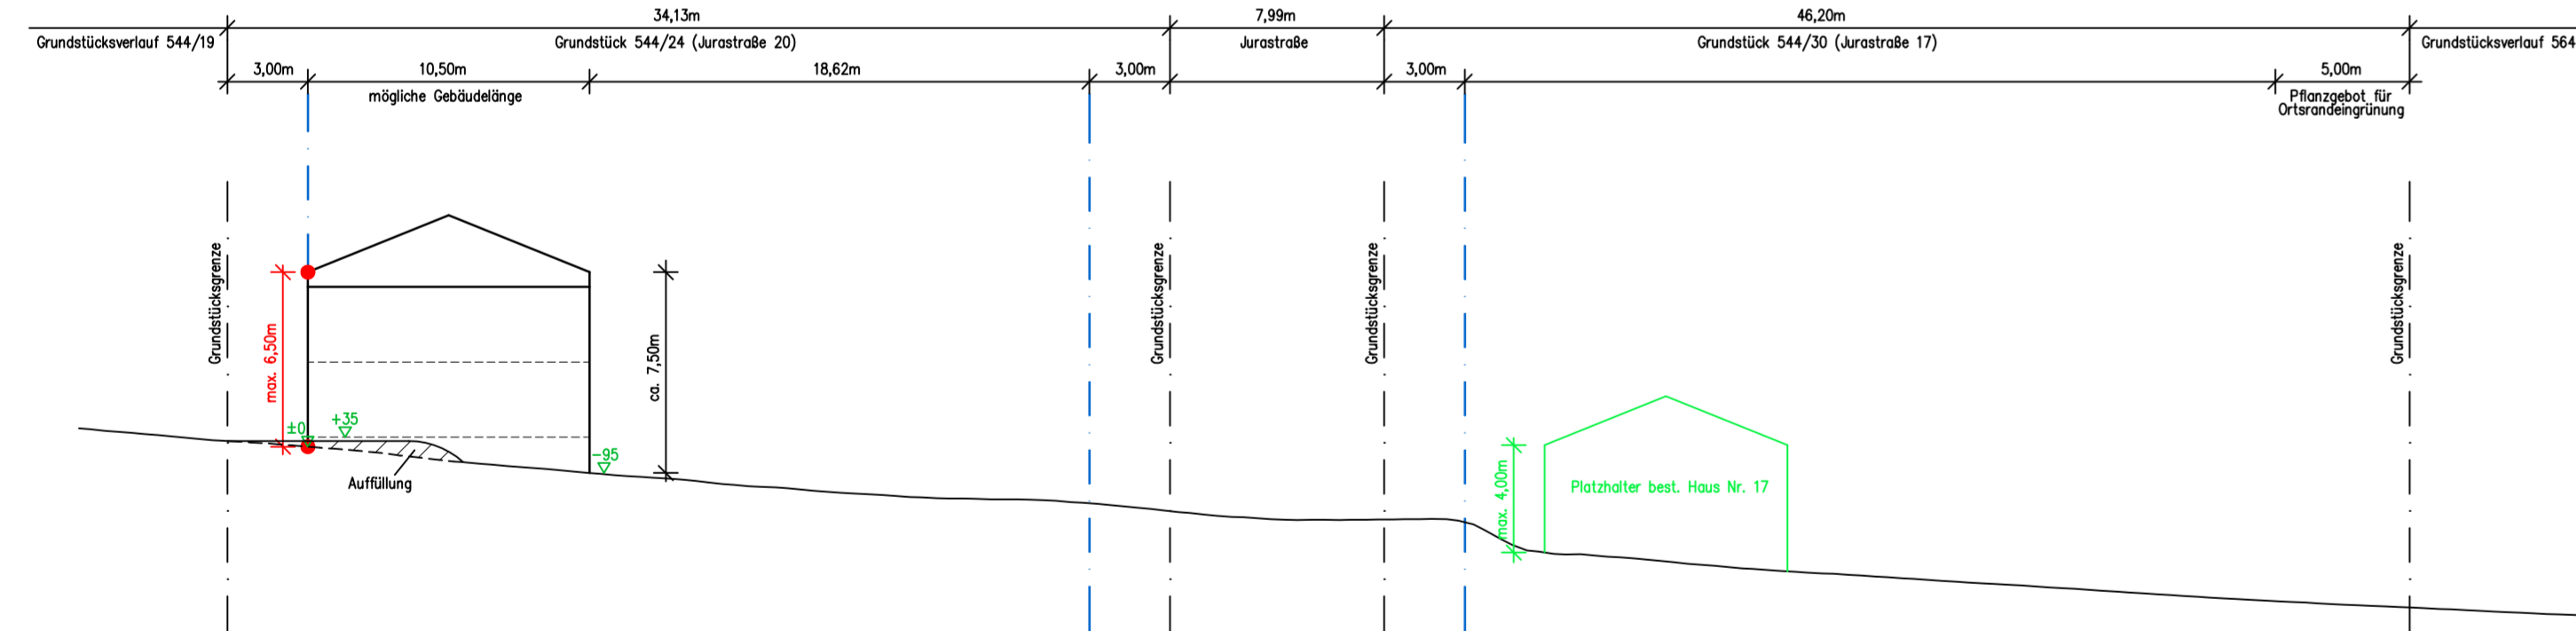 34,13m
7,99m
46,20m
Grundstücksverlauf 544/19
Grundstück 544/24 (Jurastraße 20)
Jurastraße
Grundstück 544/30 (Jurastraße 17)
Grundstücksverlauf 564
3,00m
10,50m
18,62m
3,00m
3,00m
5,00m
mögliche Gebäudelänge
Pflanzgebot für
Ortsrandeingrünung
Grundstücksgrenze
Grundstücksgrenze
Grundstücksgrenze
Grundstücksgrenze
max. 6,50m
ca. 7,50m
±0
+35
-95
Auffüllung
max. 4,00m
Platzhalter best. Haus Nr. 17